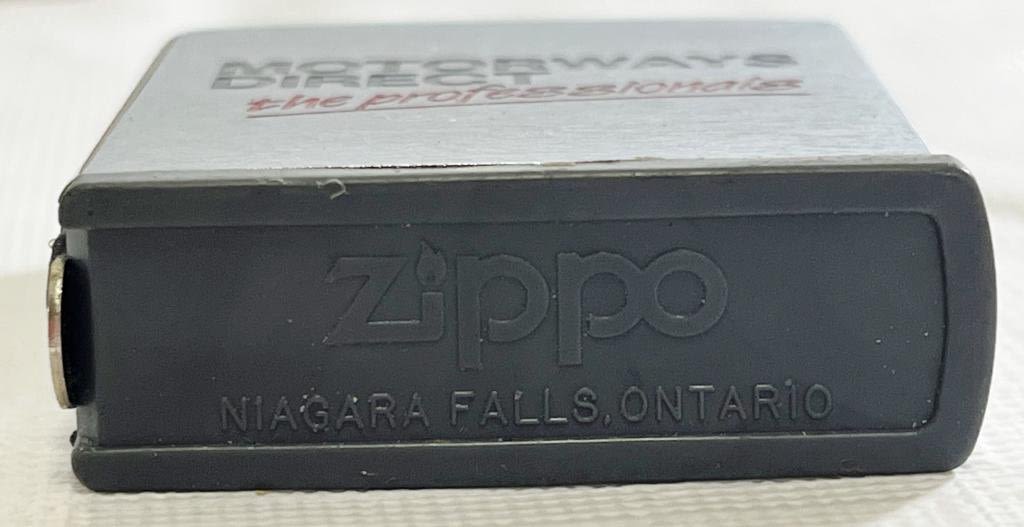 MOTORWAYS
DIRECT
the professionals
Zippo
NIAGARA FALLS, ONTARIO